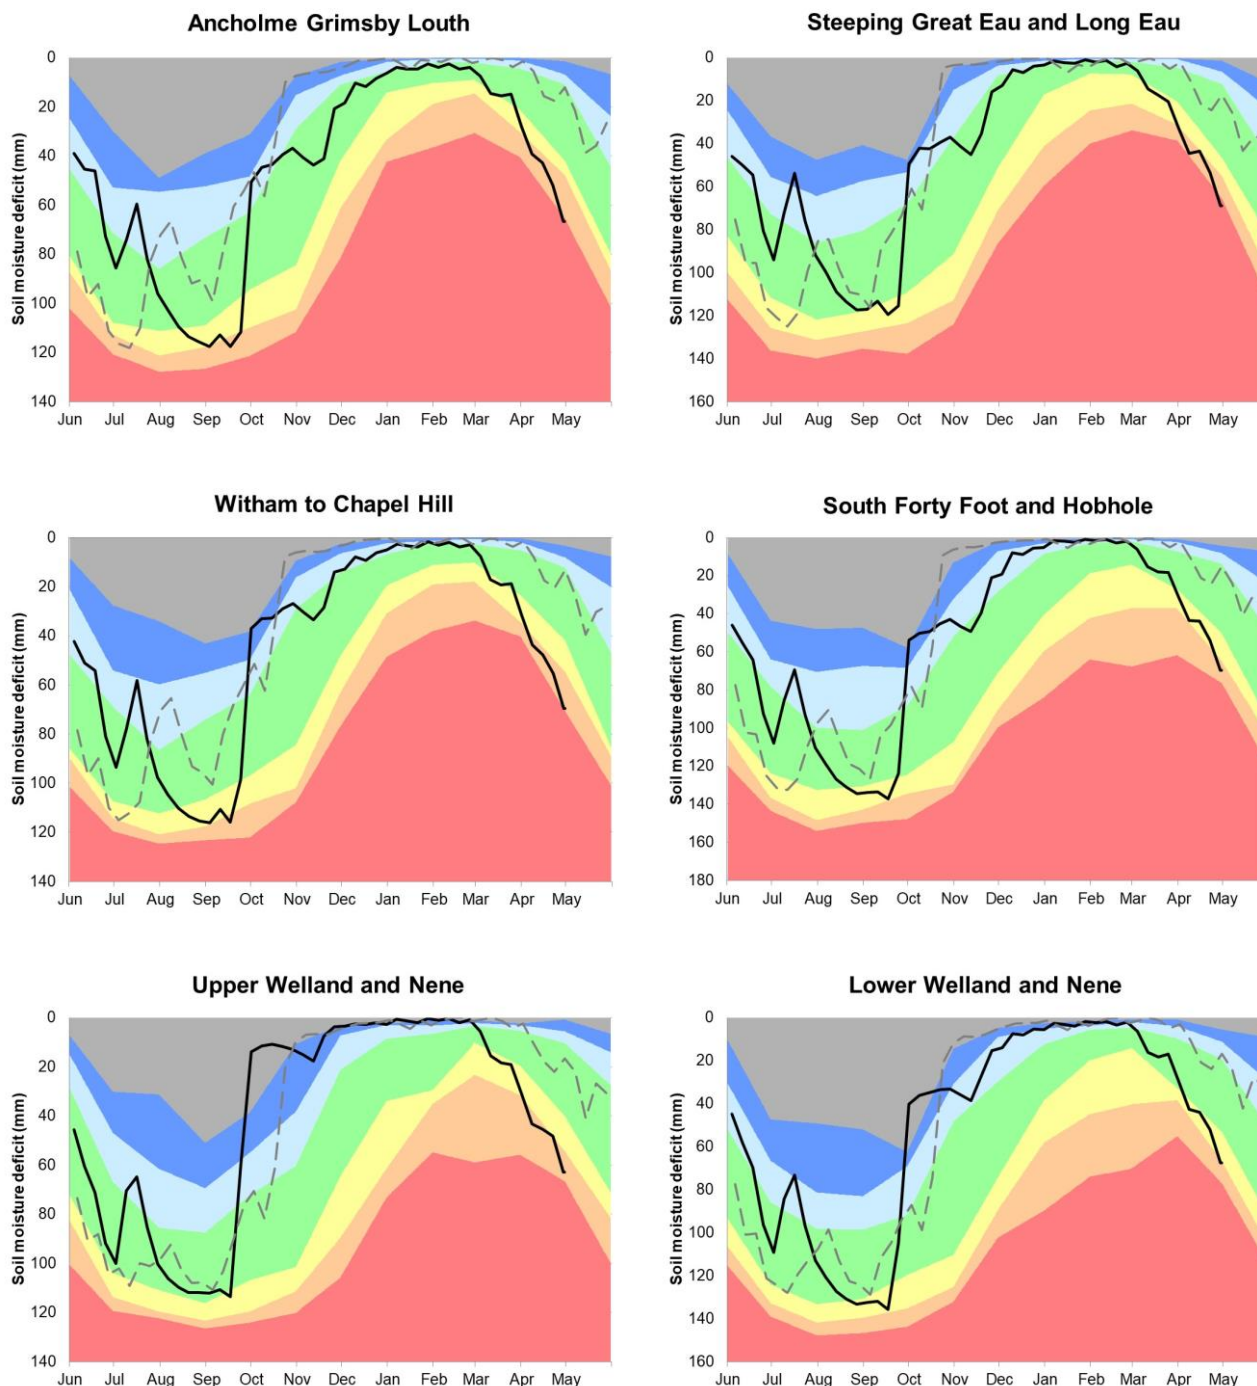 Ancholme Grimsby Louth
Soil moisture deficit (mm)
0
20
40
60
80
100
120
140
Jun Jul Aug Sep Oct Nov Dec Jan Feb Mar Apr May
Steeping Great Eau and Long Eau
Soil moisture deficit (mm)
0
20
40
60
80
100
120
140
160
Jun Jul Aug Sep Oct Nov Dec Jan Feb Mar Apr May
Witham to Chapel Hill
Soil moisture deficit (mm)
0
20
40
60
80
100
120
140
Jun Jul Aug Sep Oct Nov Dec Jan Feb Mar Apr May
South Forty Foot and Hobhole
Soil moisture deficit (mm)
0
20
40
60
80
100
120
140
160
180
Jun Jul Aug Sep Oct Nov Dec Jan Feb Mar Apr May
Upper Welland and Nene
Soil moisture deficit (mm)
0
20
40
60
80
100
120
140
Jun Jul Aug Sep Oct Nov Dec Jan Feb Mar Apr May
Lower Welland and Nene
Soil moisture deficit (mm)
0
20
40
60
80
100
120
140
160
Jun Jul Aug Sep Oct Nov Dec Jan Feb Mar Apr May